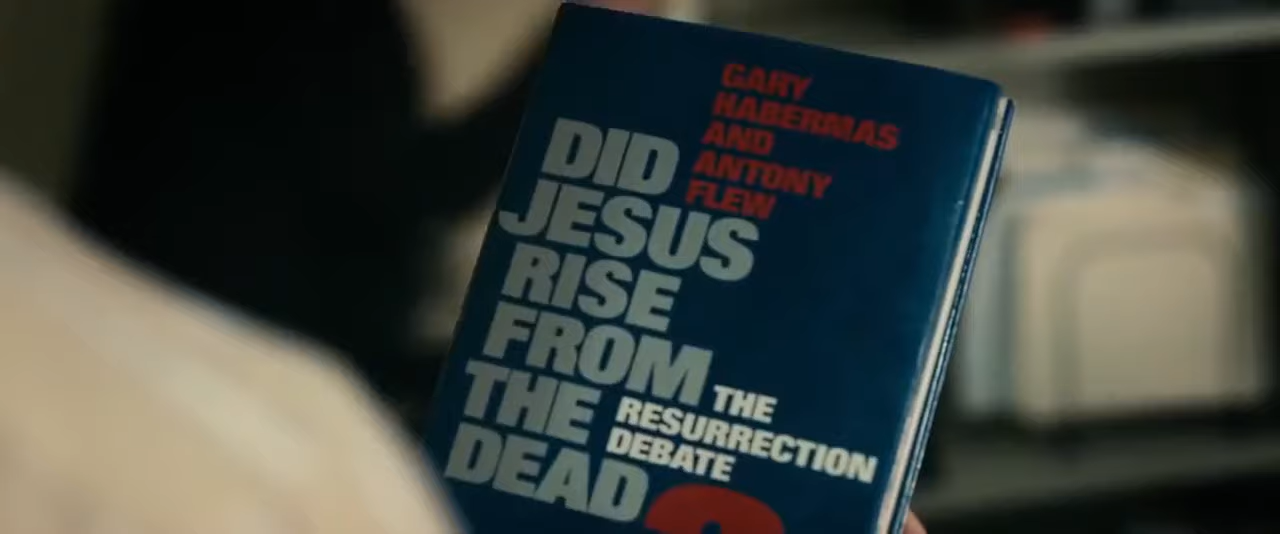 GARY
HABERMAS
AND
ANTONY
FLEW
DID
JESUS
RISE
FROM
THE
DEAD
?
THE
RESURRECTION
DEBATE